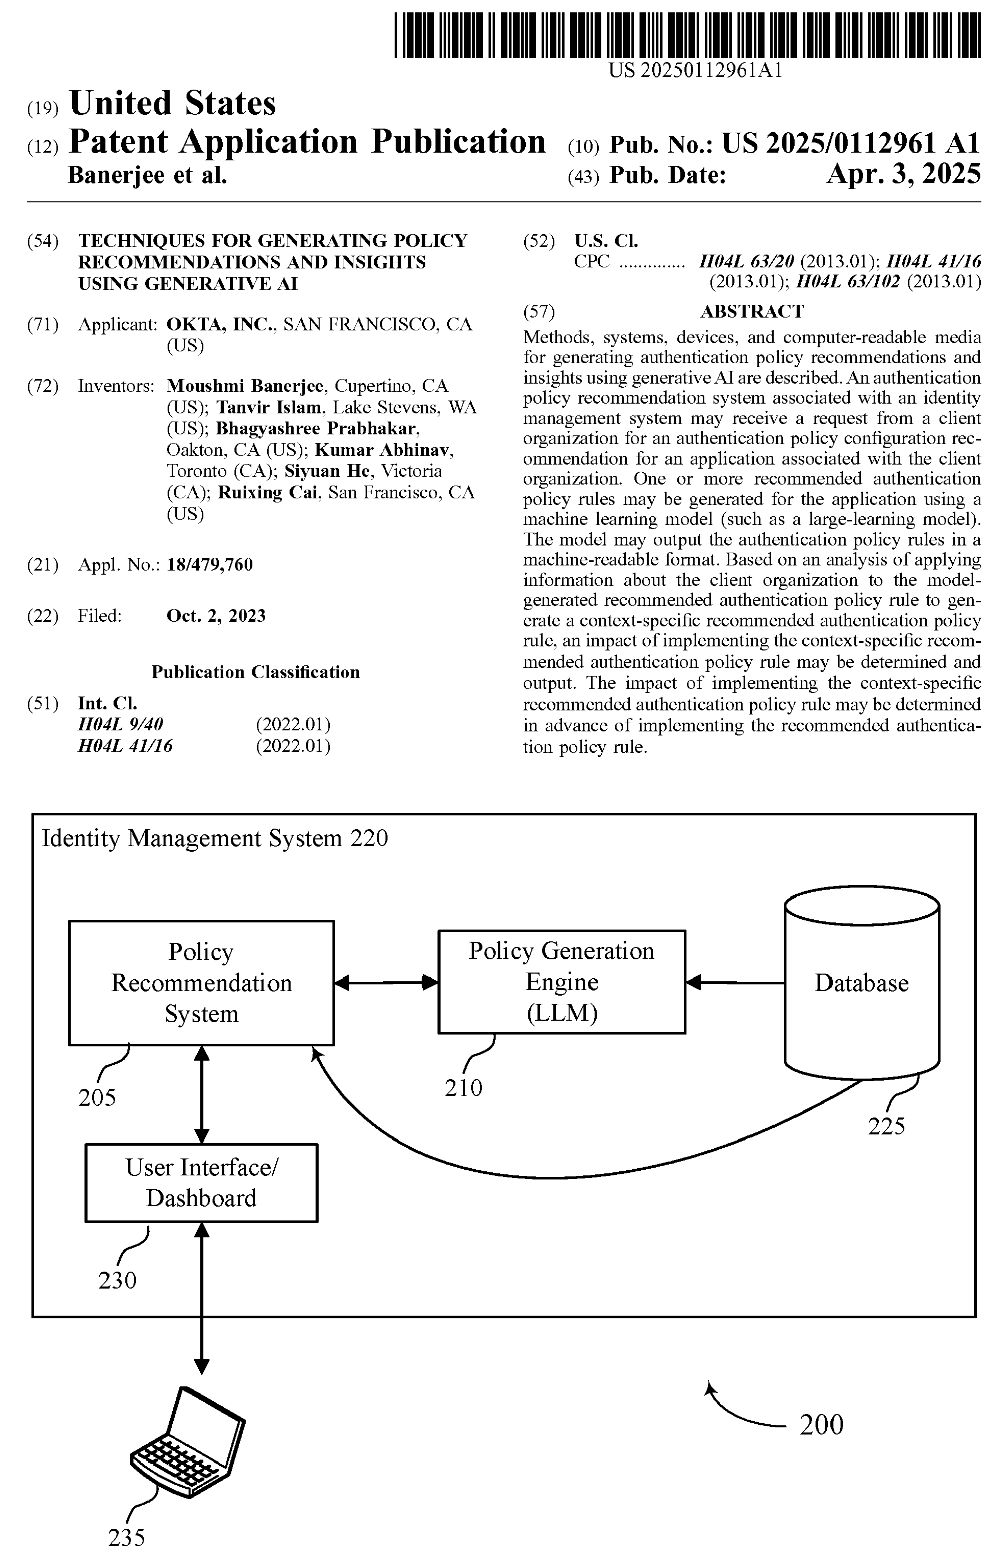 US 20250112961A1
(19) United States
(12) Patent Application Publication
Banerjee et al.
(10) Pub. No.: US 2025/0112961 A1
(43) Pub. Date: Apr. 3, 2025
(54) TECHNIQUES FOR GENERATING POLICY
RECOMMENDATIONS AND INSIGHTS
USING GENERATIVE AI
(71) Applicant: OKTA, INC., SAN FRANCISCO, CA
(US)
(72) Inventors: Moushmi Banerjee, Cupertino, CA
(US); Tanvir Islam, Lake Stevens, WA
(US); Bhagyashree Prabhakar,
Oakton, CA (US); Kumar Abhinav,
Toronto (CA); Siyuan He, Victoria
(CA); Ruixing Cai, San Francisco, CA
(US)
(21) Appl. No.: 18/479,760
(22) Filed: Oct. 2, 2023
Publication Classification
(51) Int. Cl.
H04L 9/40 (2022.01)
H04L 41/16 (2022.01)
(52) U.S. Cl.
CPC .............. H04L 63/20 (2013.01); H04L 41/16
(2013.01); H04L 63/102 (2013.01)
(57) ABSTRACT
Methods, systems, devices, and computer-readable media
for generating authentication policy recommendations and
insights using generative AI are described. An authentication
policy recommendation system associated with an identity
management system may receive a request from a client
organization for an authentication policy configuration rec-
ommendation for an application associated with the client
organization. One or more recommended authentication
policy rules may be generated for the application using a
machine learning model (such as a large-learning model).
The model may output the authentication policy rules in a
machine-readable format. Based on an analysis of applying
information about the client organization to the model-
generated recommended authentication policy rule to gen-
erate a context-specific recommended authentication policy
rule, an impact of implementing the context-specific recom-
mended authentication policy rule may be determined and
output. The impact of implementing the context-specific
recommended authentication policy rule may be determined
in advance of implementing the recommended authentica-
tion policy rule.
Identity Management System 220
Policy
Recommendation
System
205
Policy Generation
Engine
(LLM)
210
Database
225
User Interface/
Dashboard
230
235
200